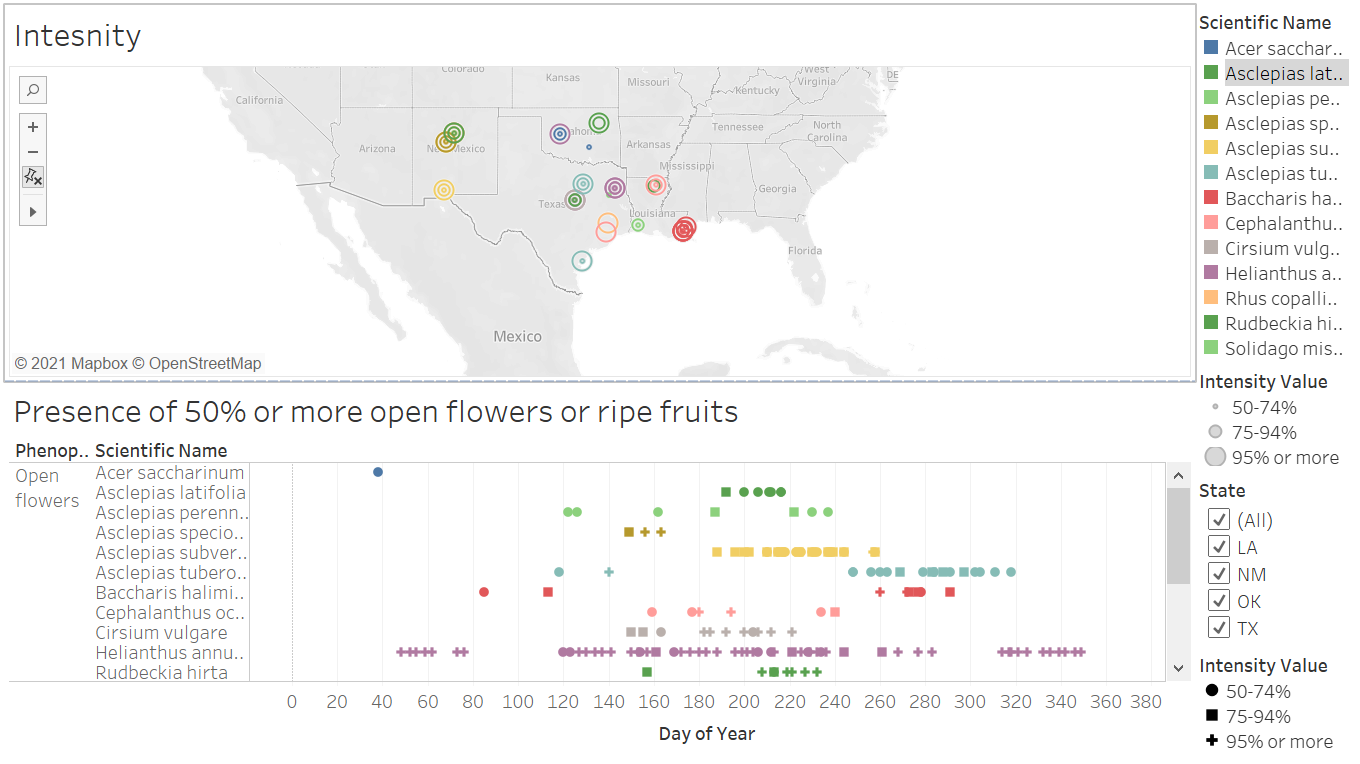 Intesnity
Colorado
Kansas
Missouri
West
Virginia
DE
Kentucky
California
Tennessee
North
Carolina
Arizona
Arkansas
Mississippi
Georgia
Texas
Louisiana
Florida
Mexico
© 2021 Mapbox © OpenStreetMap
Scientific Name
Acer sacchar..
Asclepias lat..
Asclepias pe..
Asclepias sp..
Asclepias su..
Asclepias tu..
Baccharis ha..
Cephalanthu..
Cirsium vulg..
Helianthus a..
Rhus copalli..
Rudbeckia hi..
Solidago mis..
Intensity Value
50-74%
75-94%
95% or more
State
(All)
LA
NM
OK
TX
Intensity Value
50-74%
75-94%
95% or more
Presence of 50% or more open flowers or ripe fruits
Phenop.. Scientific Name
Open
flowers
Acer saccharinum
Asclepias latifolia
Asclepias perenn..
Asclepias specio..
Asclepias subver..
Asclepias tubero..
Baccharis halimi..
Cephalanthus oc..
Cirsium vulgare
Helianthus annu..
Rudbeckia hirta
0 20 40 60 80 100 120 140 160 180 200 220 240 260 280 300 320 340 360 380
Day of Year